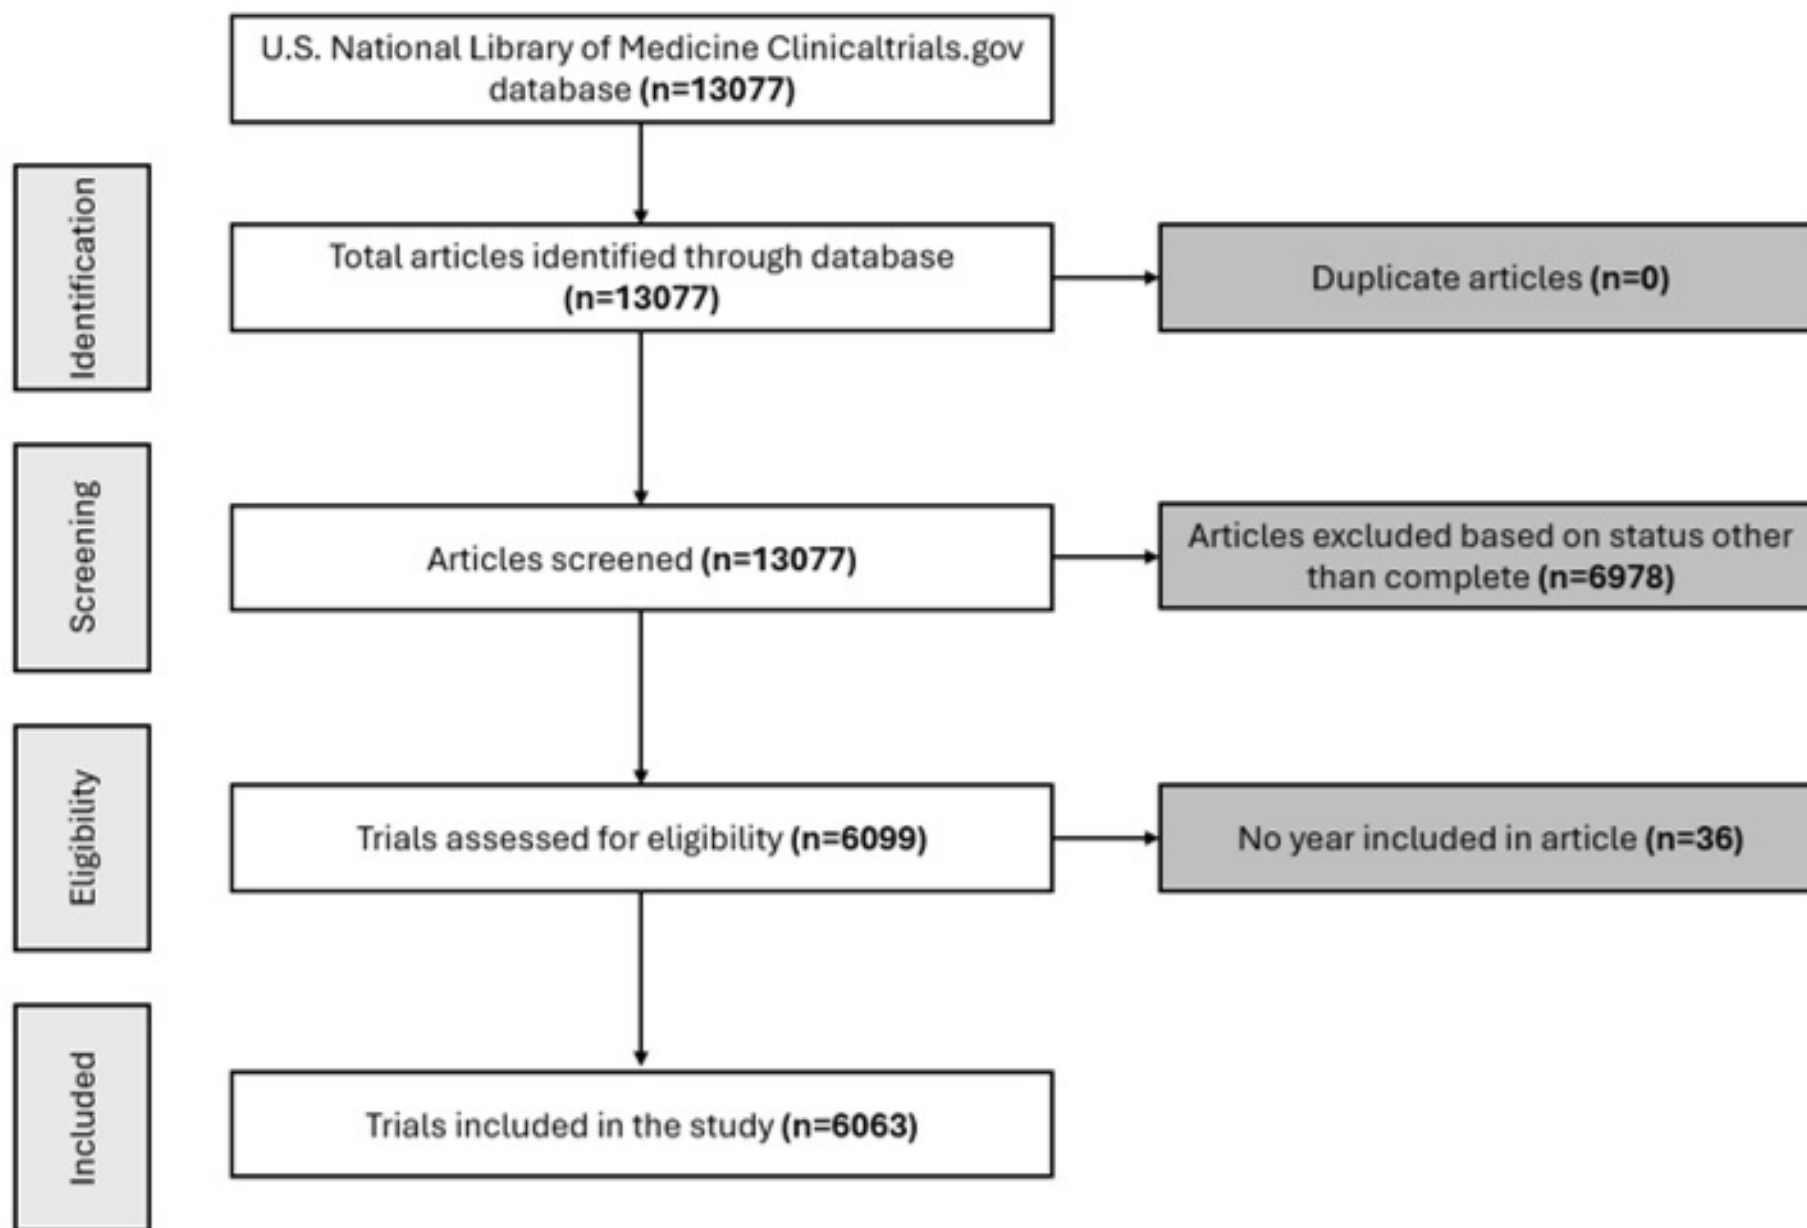 U.S. National Library of Medicine Clinicaltrials.gov
database (n=13077)
Identification
Total articles identified through database
(n=13077)
Duplicate articles (n=0)
Screening
Articles screened (n=13077)
Articles excluded based on status other
than complete (n=6978)
Eligibility
Trials assessed for eligibility (n=6099)
No year included in article (n=36)
Included
Trials included in the study (n=6063)